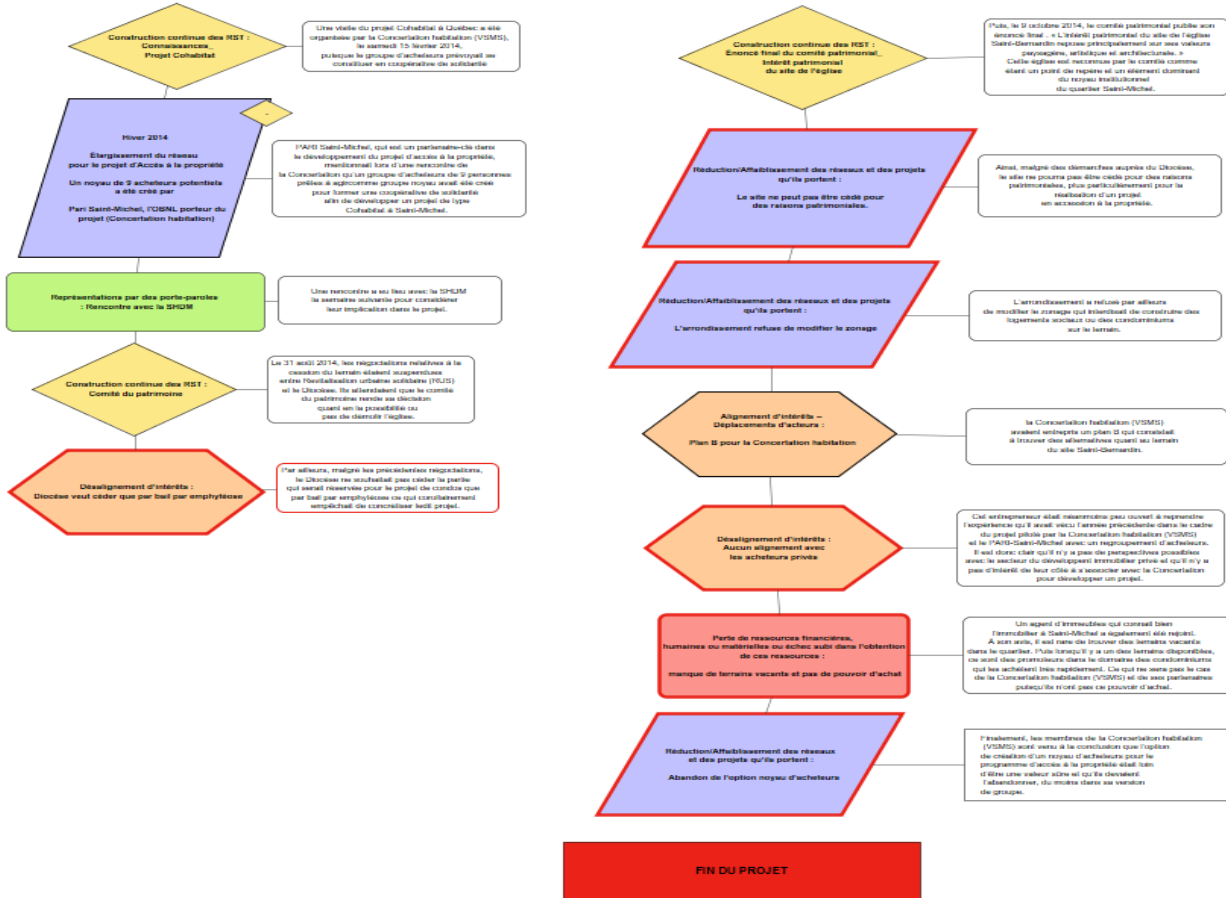 Construction continue des RST :
Connaissances_
Projet Cohabitat
Une visite du projet Cohabitat à Québec a été
organisée par la Concertation habitation (VSMS),
le samedi 15 février 2014,
puisque le groupe d'acheteurs prévoyait se
constituer en coopérative de solidarité
-
Hiver 2014
Élargissement du réseau
pour le projet d'Accès à la propriété
Un noyau de 9 acheteurs potentiels
a été créé par
Pari Saint-Michel, l'OBNL porteur du
projet (Concertation habitation)
PARI Saint-Michel, qui est un partenaire-clé dans
le développement du projet d'accès à la propriété,
mentionnait lors d'une rencontre de
la Concertation qu'un groupe d'acheteurs de 9 personnes
prêtes à agir comme groupe noyau avait été créé
pour former une coopérative de solidarité
afin de développer un projet de type
Cohabitat à Saint-Michel.
Représentations par des porte-paroles
: Rencontre avec la SHDM
Une rencontre a eu lieu avec la SHDM
la semaine suivante pour considérer
leur implication dans le projet.
Construction continue des RST :
Comité du patrimoine
Le 31 août 2014, les négociations relatives à la
cession du terrain étaient suspendues
entre Revitalisation urbaine solidaire (RUS)
et le Diocèse. Ils attendaient que le comité
du patrimoine rende sa décision
quant en la possibilité ou
pas de démolir l'église.
Désalignement d'intérêts :
Diocèse veut céder que par bail par emphytéose
Par ailleurs, malgré les précédentes négociations,
le Diocèse ne souhaitait pas céder la partie
qui serait réservée pour le projet de condos que
par bail par emphytéose ce qui corollairement
empêchait de concrétiser ledit projet.
Construction continue des RST :
Énoncé final du comité patrimonial_
Intérêt patrimonial
du site de l'église
Puis, le 9 octobre 2014, le comité patrimonial publie son
énoncé final : « L'intérêt patrimonial du site de l'église
Saint-Bernardin repose principalement sur ses valeurs
paysagère, artistique et architecturale. »
Cette église est reconnue par le comité comme
étant un point de repère et un élément dominant
du noyau institutionnel
du quartier Saint-Michel.
Réduction/Affaiblissement des réseaux et des projets
qu'ils portent :
Le site ne peut pas être cédé pour
des raisons patrimoniales.
Ainsi, malgré des démarches auprès du Diocèse,
le site ne pourra pas être cédé pour des raisons
patrimoniales, plus particulièrement pour la
réalisation d'un projet
en accession à la propriété.
Réduction/Affaiblissement des réseaux et des projets
qu'ils portent :
L'arrondissement refuse de modifier le zonage
L'arrondissement a refusé par ailleurs
de modifier le zonage qui interdisait de construire des
logements sociaux ou des condominiums
sur le terrain.
Alignement d'intérêts –
Déplacements d'acteurs :
Plan B pour la Concertation habitation
la Concertation habitation (VSMS)
avaient entrepris un plan B qui consistait
à trouver des alternatives quant au terrain
du site Saint-Bernardin.
Désalignement d'intérêts :
Aucun alignement avec
les acheteurs privés
Cet entrepreneur était néanmoins peu ouvert à reprendre
l'expérience qu'il avait vécu l'année précédente dans le cadre
du projet piloté par la Concertation habitation (VSMS)
et le PARI-Saint-Michel avec un regroupement d'acheteurs.
Il est donc clair qu'il n'y a pas de perspectives possibles
avec le secteur du développent immobilier privé et qu'il n'y a
pas d'intérêt de leur côté à s'associer avec la Concertation
pour développer un projet.
Perte de ressources financières,
humaines ou matérielles ou échec subi dans l'obtention
de ces ressources :
manque de terrains vacants et pas de pouvoir d'achat
Un agent d'immeubles qui connait bien
l'immobilier à Saint-Michel a également été rejoint.
À son avis, il est rare de trouver des terrains vacants
dans le quartier. Puis lorsqu'il y a un des terrains disponibles,
ce sont des promoteurs dans le domaine des condominiums
qui les achètent très rapidement. Ce qui ne sera pas le cas
de la Concertation habitation (VSMS) et de ses partenaires
puisqu'ils n'ont pas ce pouvoir d'achat.
Réduction/Affaiblissement des réseaux
et des projets qu'ils portent :
Abandon de l'option noyau d'acheteurs
Finalement, les membres de la Concertation habitation
(VSMS) sont venu à la conclusion que l'option
de création d'un noyau d'acheteurs pour le
programme d'accès à la propriété était loin
d'être une valeur sûre et qu'ils devaient
l'abandonner, du moins dans sa version
de groupe.
FIN DU PROJET